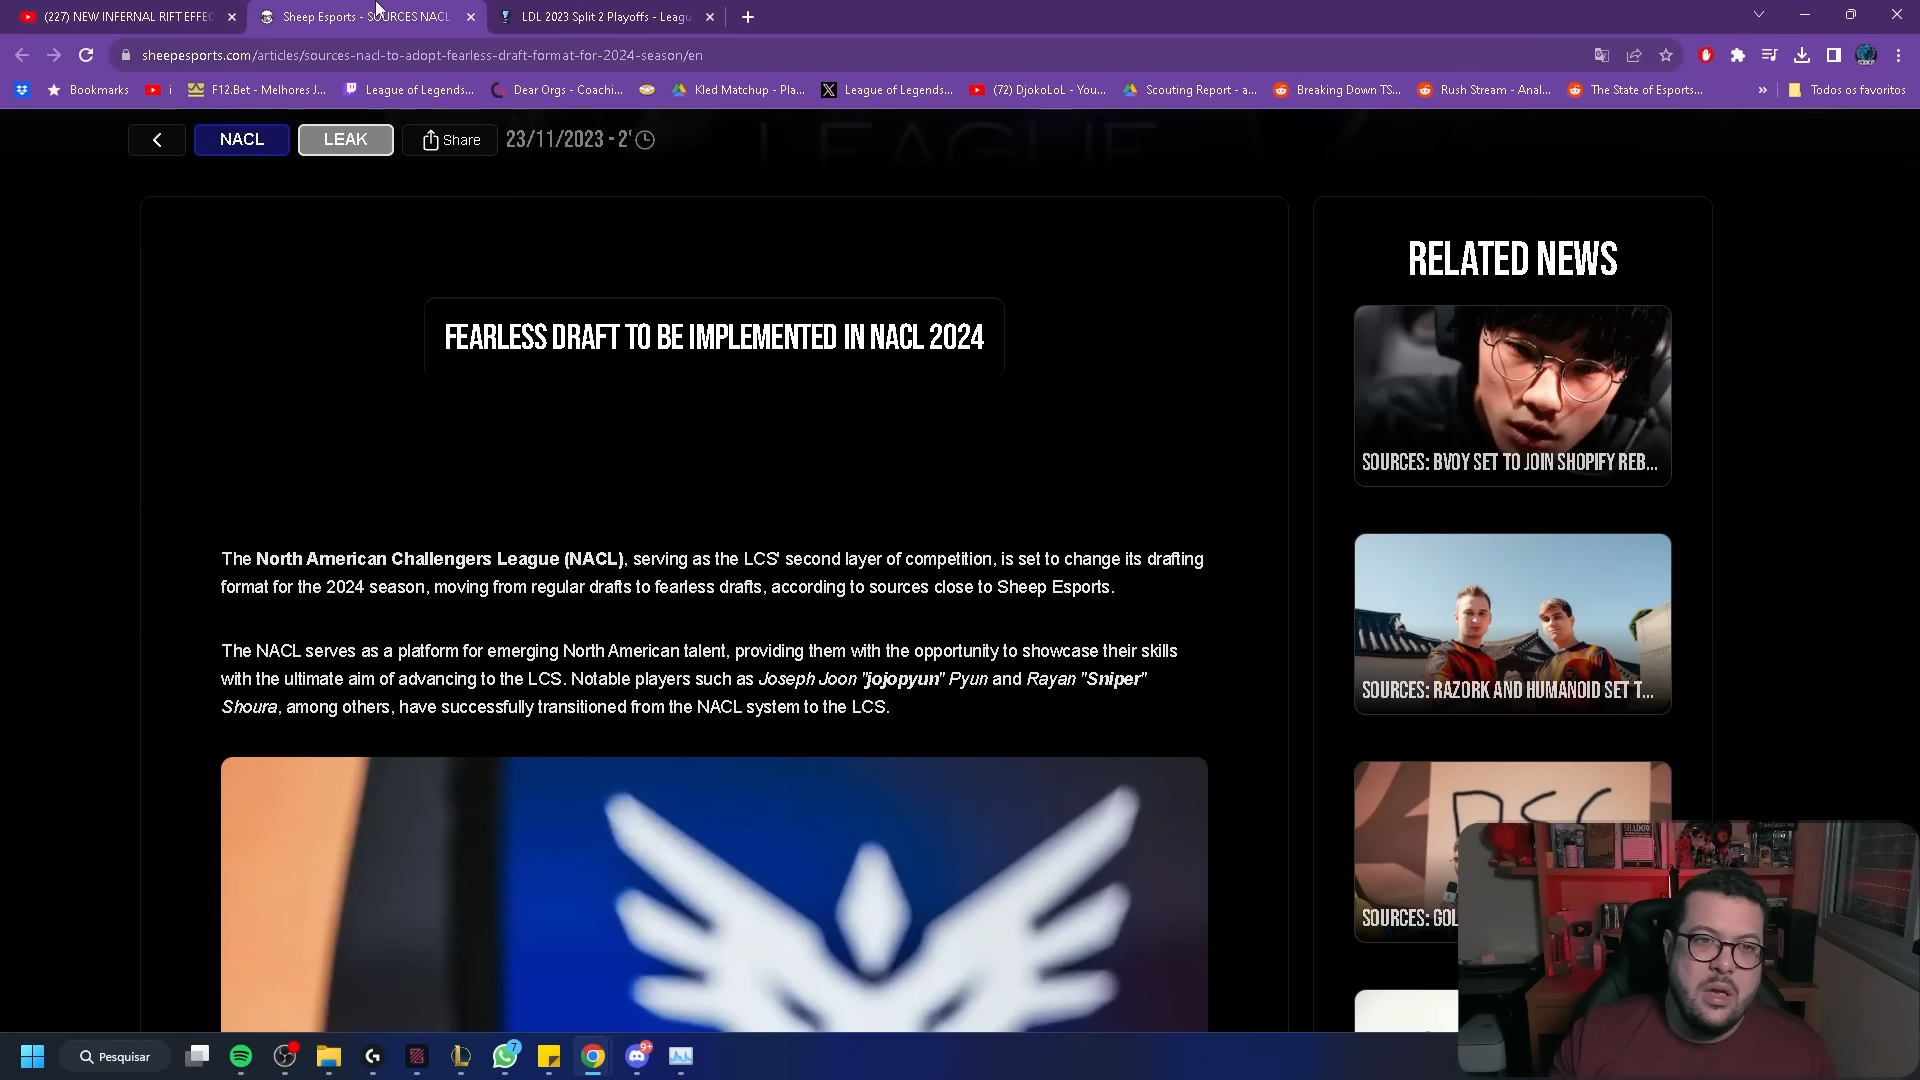 (227) NEW INFERNAL RIFT EFFEC
Sheep Esports - SOURCES NACL
LDL 2023 Split 2 Playoffs - Leagu
sheepesports.com/articles/sources-nacl-to-adopt-fearless-draft-format-for-2024-season/en
Bookmarks
i
F12.Bet - Melhores J...
League of Legends...
Dear Orgs - Coachi...
Kled Matchup - Pla...
League of Legends...
(72) DjokoLoL - You...
Scouting Report - a...
Breaking Down TS...
Rush Stream - Anal...
The State of Esports...
Todos os favoritos
LEAGUE
NACL
LEAK
Share
23/11/2023 - 2'
FEARLESS DRAFT TO BE IMPLEMENTED IN NACL 2024
The North American Challengers League (NACL), serving as the LCS' second layer of competition, is set to change its drafting
format for the 2024 season, moving from regular drafts to fearless drafts, according to sources close to Sheep Esports.
The NACL serves as a platform for emerging North American talent, providing them with the opportunity to showcase their skills
with the ultimate aim of advancing to the LCS. Notable players such as Joseph Joon "jojopyun" Pyun and Rayan "Sniper"
Shoura, among others, have successfully transitioned from the NACL system to the LCS.
RELATED NEWS
SOURCES: BVOY SET TO JOIN SHOPIFY REB...
SOURCES: RAZORK AND HUMANOID SET T...
SOURCES: GOL
SHADOW
Pesquisar
7
9+